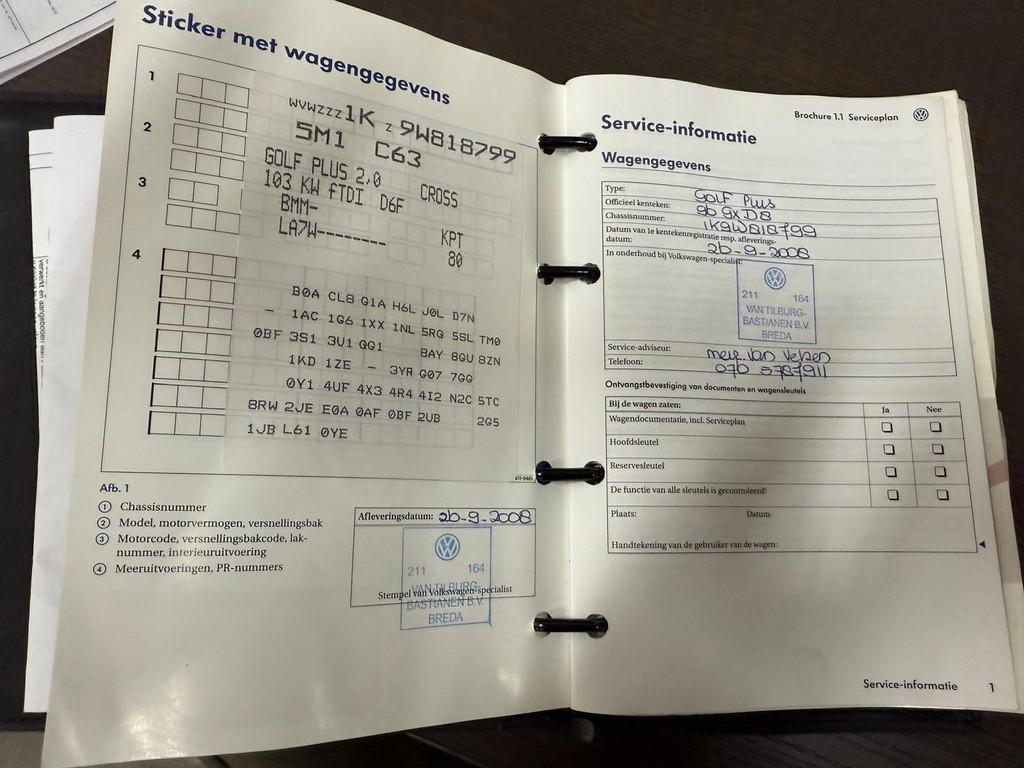 Sticker met wagengegevens
1
WVWZZZ1K Z 9W818799
2
5M1 C63
GOLF PLUS 2,0 CROSS
3
103 KW fTDI D6F
BMM- KPT
LA7W-------- 80
4
B0A CL8 G1A H6L J0L D7N
- 1AC 1G6 1XX 1NL 5RQ 5SL TM0
0BF 3S1 3U1 QG1 8AY 8GU 8ZN
1KD 1ZE - 3YR G07 7GG
0Y1 4UF 4X3 4R4 4I2 N2C 5TC
8RW 2JE E0A 0AF 0BF 2UB 2G5
1JB L61 0YE
Afb. 1
1 Chassisnummer
2 Model, motorvermogen, versnellingsbak
3 Motorcode, versnellingsbakcode, lak-
nummer, interieuruitvoering
4 Meeruitvoeringen, PR-nummers
Afleveringsdatum: 26-9-2008
211 164
VAN TILBURG-
Stempel van Volkswagen-specialist
BASTIANEN B.V.
BREDA
Brochure 1.1 Serviceplan
Service-informatie
Wagengegevens
Type: Golf Plus
Officieel kenteken:
Chassisnummer: 1K9W818799
Datum van 1e kentekenregistratie resp. afleverings-
datum: 26-9-2008
In onderhoud bij Volkswagen-specialist:
211 164
VAN TILBURG-
BASTIANEN B.V.
BREDA
Service-adviseur:
Telefoon: 076 5787911
Ontvangstbevestiging van documenten en wagensleutels
Bij de wagen zaten: Ja Nee
Wagendocumentatie, incl. Serviceplan
Hoofdsleutel
Reservesleutel
De functie van alle sleutels is gecontroleerd!
Plaats: Datum:
Handtekening van de gebruiker van de wagen:
Service-informatie 1